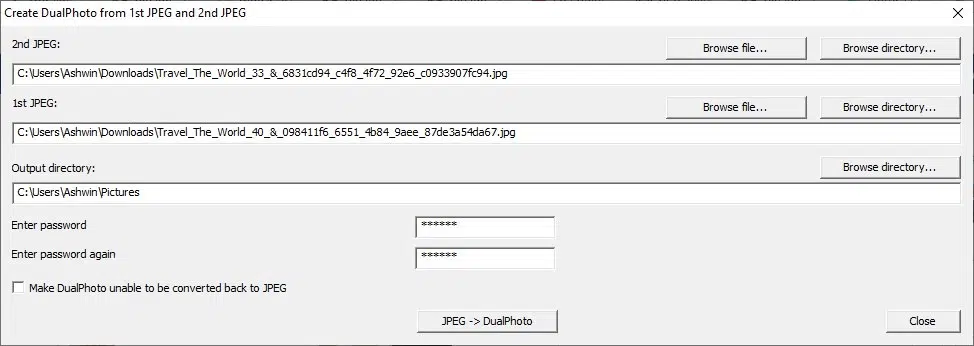 Create DualPhoto from 1st JPEG and 2nd JPEG
2nd JPEG:
Browse file...
Browse directory...
C:\Users\Ashwin\Downloads\Travel_The_World_33_&_6831cd94_c4f8_4f72_92e6_c0933907fc94.jpg
1st JPEG:
Browse file...
Browse directory...
C:\Users\Ashwin\Downloads\Travel_The_World_40_&_098411f6_6551_4b84_9aee_87de3a54da67.jpg
Output directory:
Browse directory...
C:\Users\Ashwin\Pictures
Enter password
******
Enter password again
******
Make DualPhoto unable to be converted back to JPEG
JPEG -> DualPhoto
Close